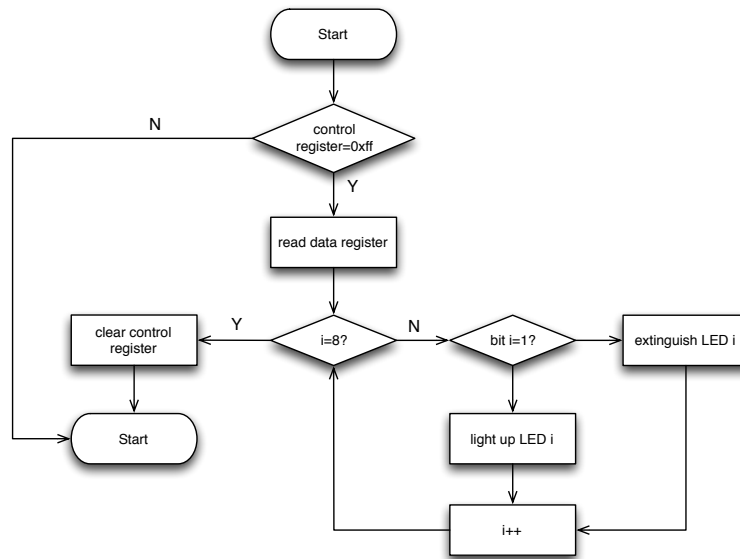 Start
N
control
register=0xff
Y
read data register
clear control
register
Y
i=8?
N
bit i=1?
extinguish LED i
Start
light up LED i
i++